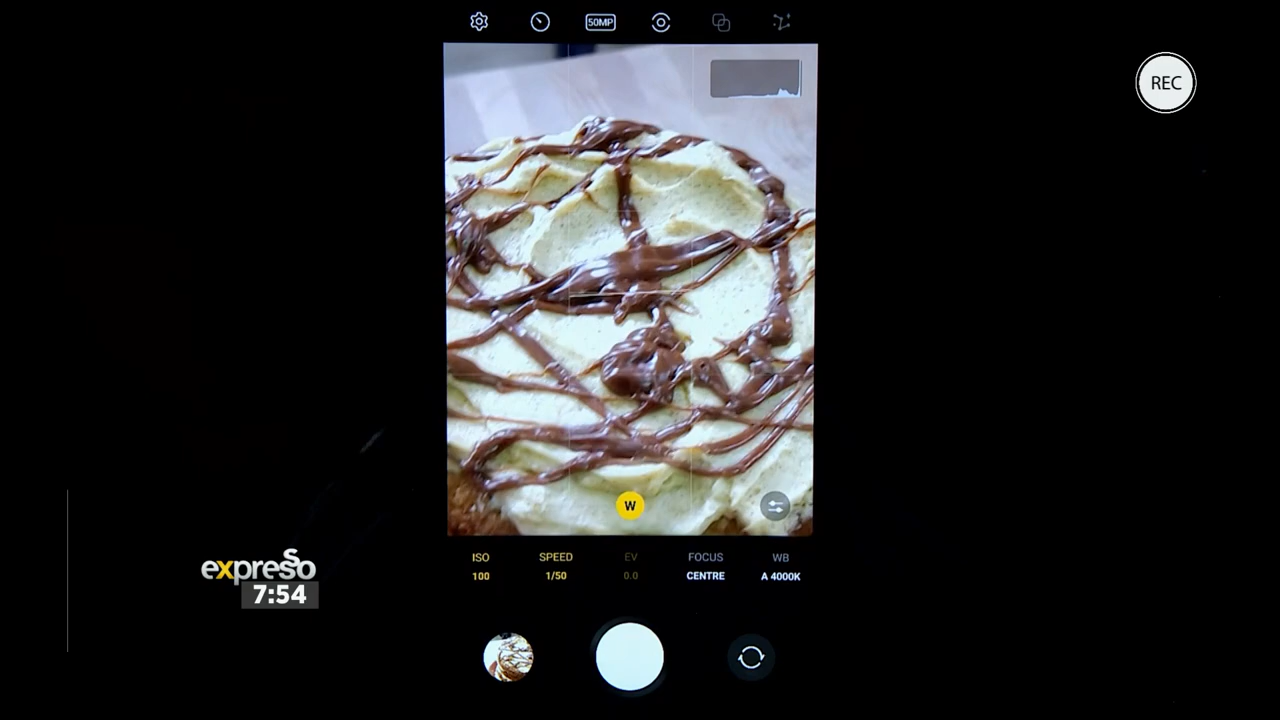 50MP
REC
W
ISO SPEED EV FOCUS WB
100 1/50 0.0 CENTRE A 4000K
expresso
7:54